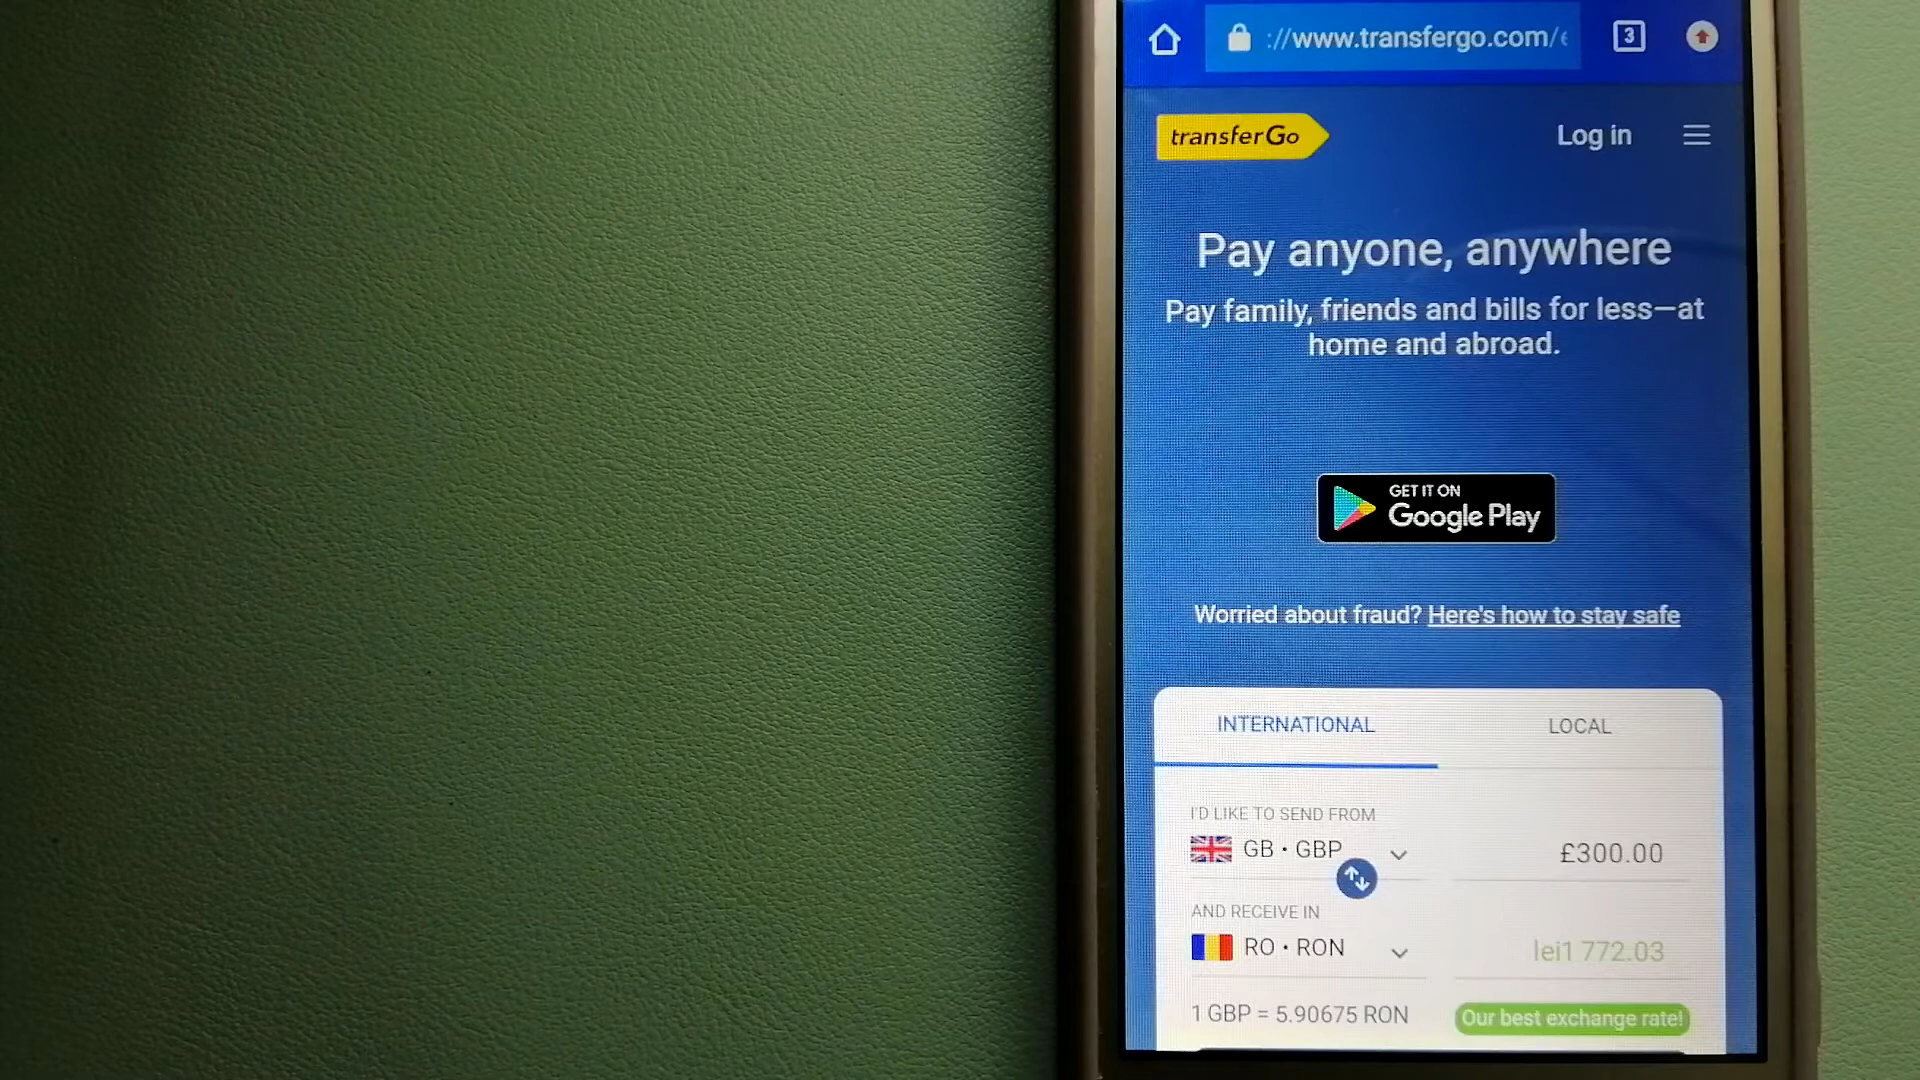 ://www.transfergo.com/
3
transferGo
Log in
Pay anyone, anywhere
Pay family, friends and bills for less—at
home and abroad.
GET IT ON
Google Play
Worried about fraud? Here's how to stay safe
INTERNATIONAL
LOCAL
I'D LIKE TO SEND FROM
GB • GBP
£300.00
AND RECEIVE IN
RO • RON
lei1 772.03
1 GBP = 5.90675 RON
Our best exchange rate!